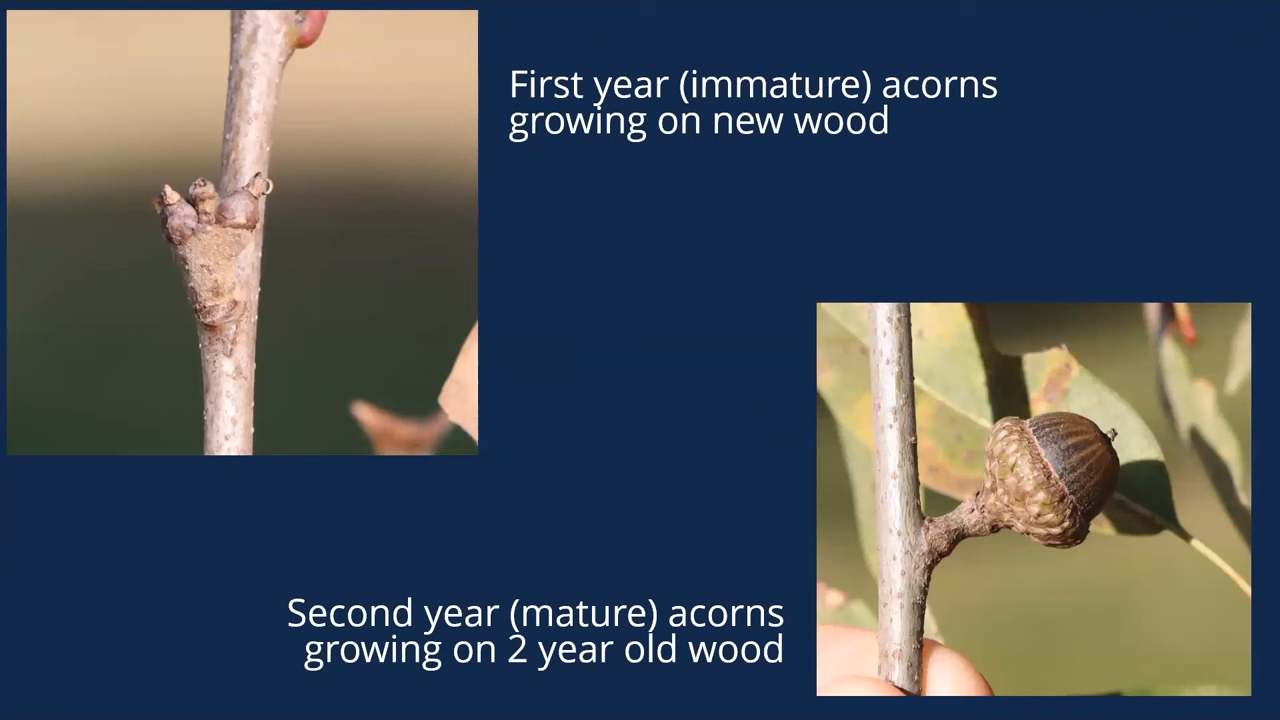 First year (immature) acorns
growing on new wood
Second year (mature) acorns
growing on 2 year old wood